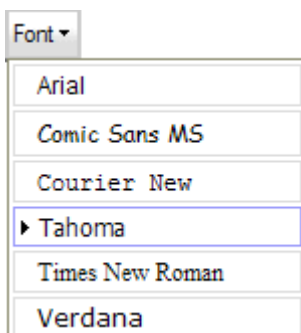 Font
Arial
Comic Sans MS
Courier New
Tahoma
Times New Roman
Verdana